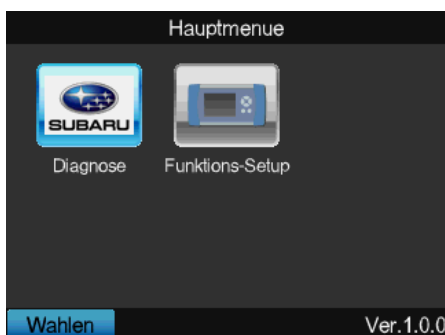 Hauptmenue
SUBARU
Diagnose
Funktions-Setup
Wahlen
Ver.1.0.0